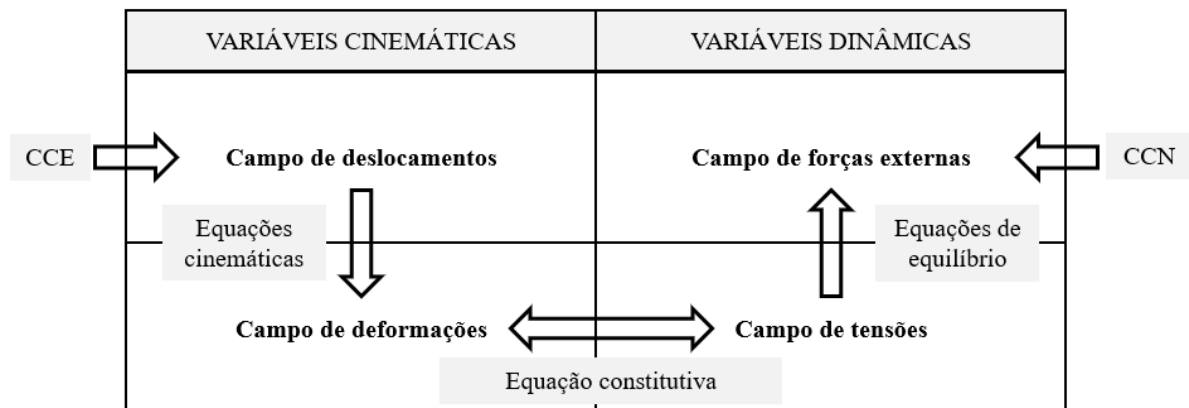 VARIÁVEIS CINEMÁTICAS
VARIÁVEIS DINÂMICAS
CCE
Campo de deslocamentos
Campo de forças externas
CCN
Equações
cinemáticas
Equações de
equilíbrio
Campo de deformações
Campo de tensões
Equação constitutiva